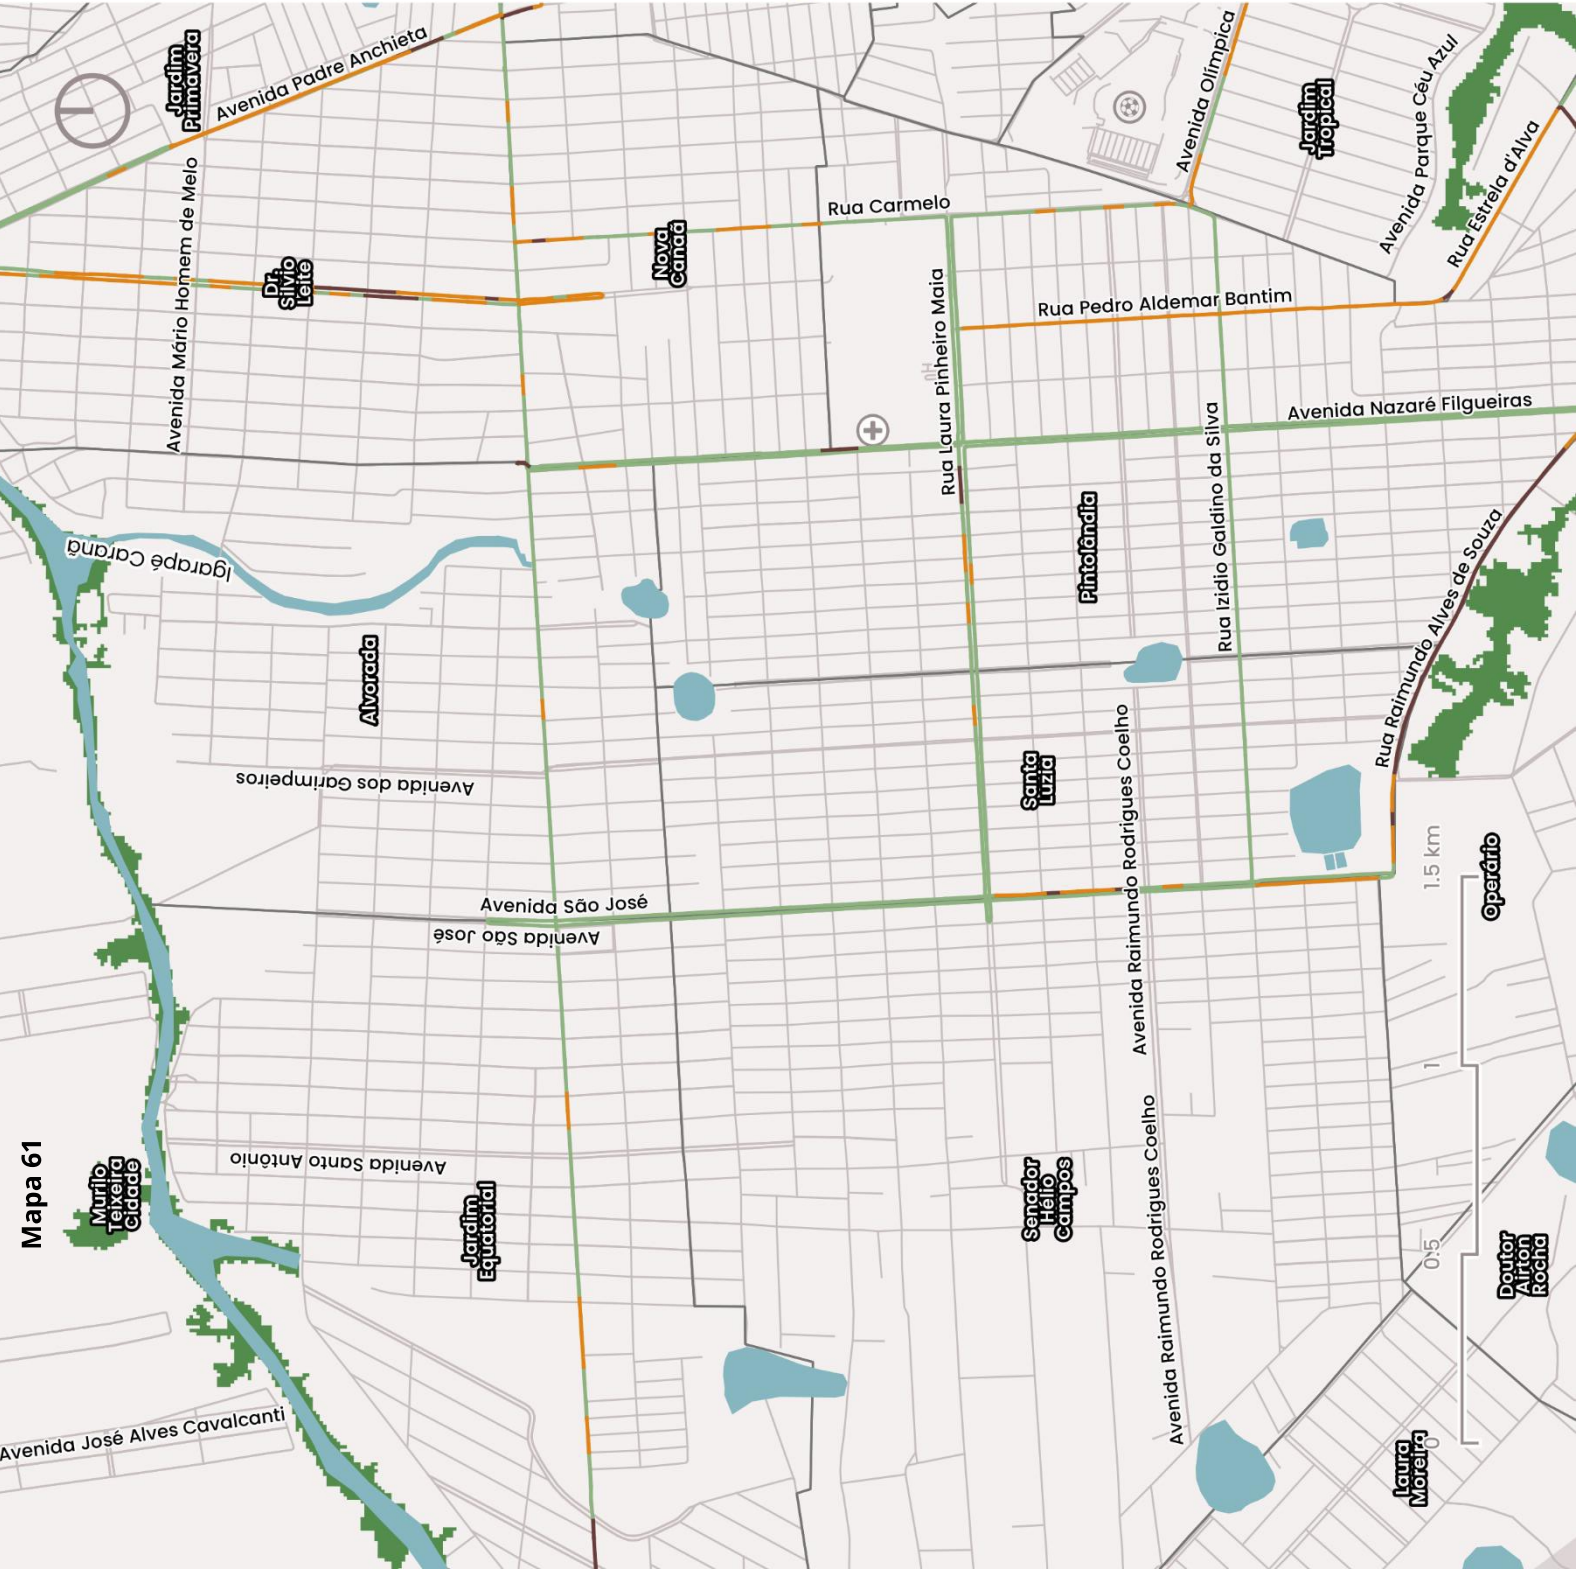 Jardim
Primavera
Avenida Padre Anchieta
Avenida Olímpica
Jardim
Tropical
Avenida Parque Céu Azul
Rua Estrela d'Alva
Avenida Mário Homem de Melo
Dr.
Silvio
Leite
Nova
Canaã
Rua Carmelo
Rua Laura Pinheiro Maia
Rua Pedro Aldemar Bantim
Avenida Nazaré Filgueiras
Rua Izidio Galdino da Silva
Pintolândia
Igarapé Caranã
Alvorada
Rua Raimundo Alves de Souza
Avenida dos Garimpeiros
Santa
Luzia
Avenida Raimundo Rodrigues Coelho
Avenida São José
Avenida São José
Operário
1.5 km
1
0.5
0
Mapa 61
Murilo
Teixeira
Cidade
Avenida Santo Antônio
Jardim
Equatorial
Senador
Hélio
Campos
Avenida Raimundo Rodrigues Coelho
Doutor
Airton
Rocha
Avenida José Alves Cavalcanti
Laura
Moreira